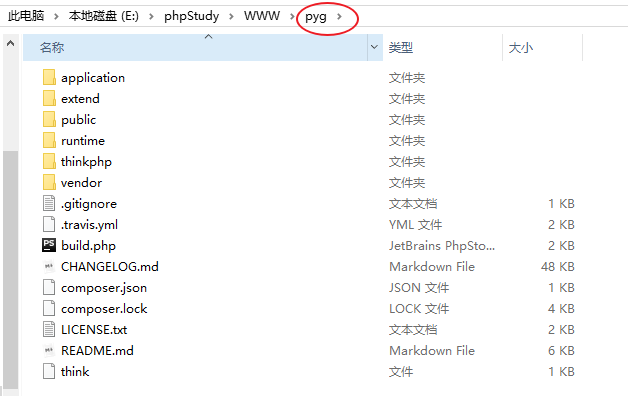 此电脑 > 本地磁盘 (E:) > phpStudy > WWW > pyg >
名称 类型 大小
application 文件夹
extend 文件夹
public 文件夹
runtime 文件夹
thinkphp 文件夹
vendor 文件夹
.gitignore 文本文档 1 KB
.travis.yml YML 文件 2 KB
PS build.php JetBrains PhpSto... 2 KB
CHANGELOG.md Markdown File 48 KB
composer.json JSON 文件 1 KB
composer.lock LOCK 文件 4 KB
LICENSE.txt 文本文档 2 KB
README.md Markdown File 6 KB
think 文件 1 KB